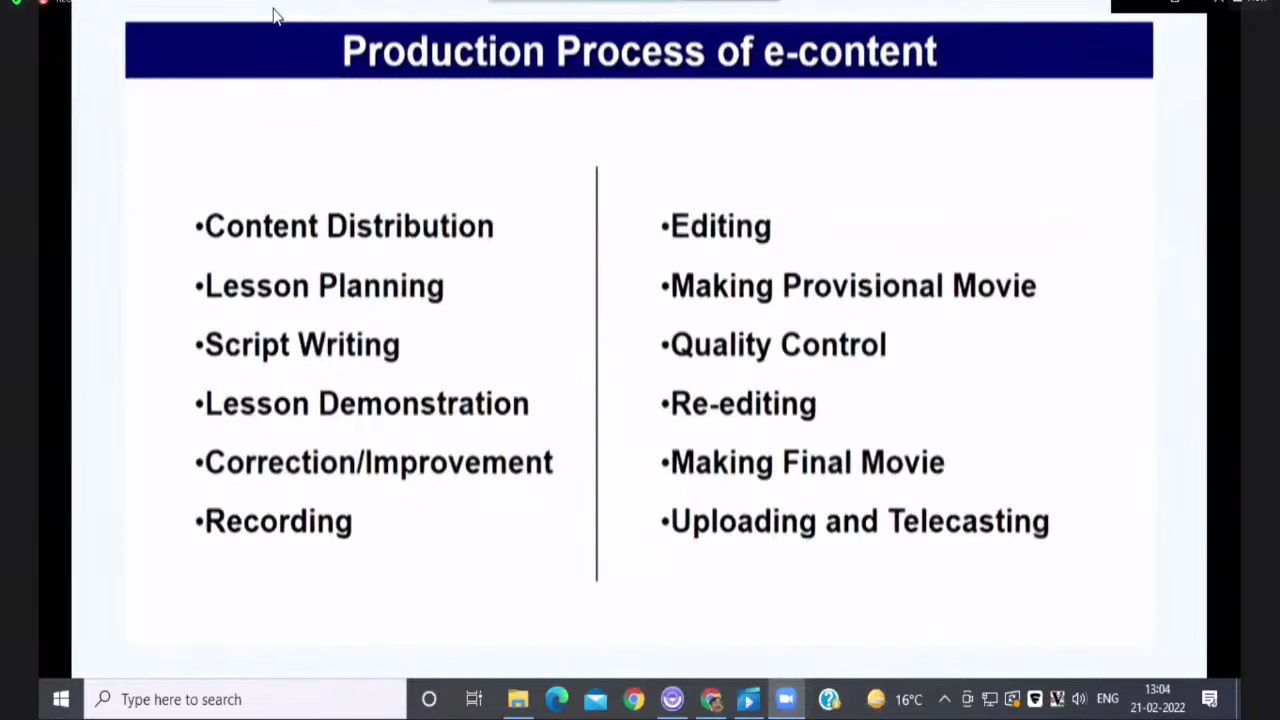 Production Process of e-content
•Content Distribution
•Lesson Planning
•Script Writing
•Lesson Demonstration
•Correction/Improvement
•Recording
•Editing
•Making Provisional Movie
•Quality Control
•Re-editing
•Making Final Movie
•Uploading and Telecasting
Type here to search
16°C
ENG
13:04
21-02-2022